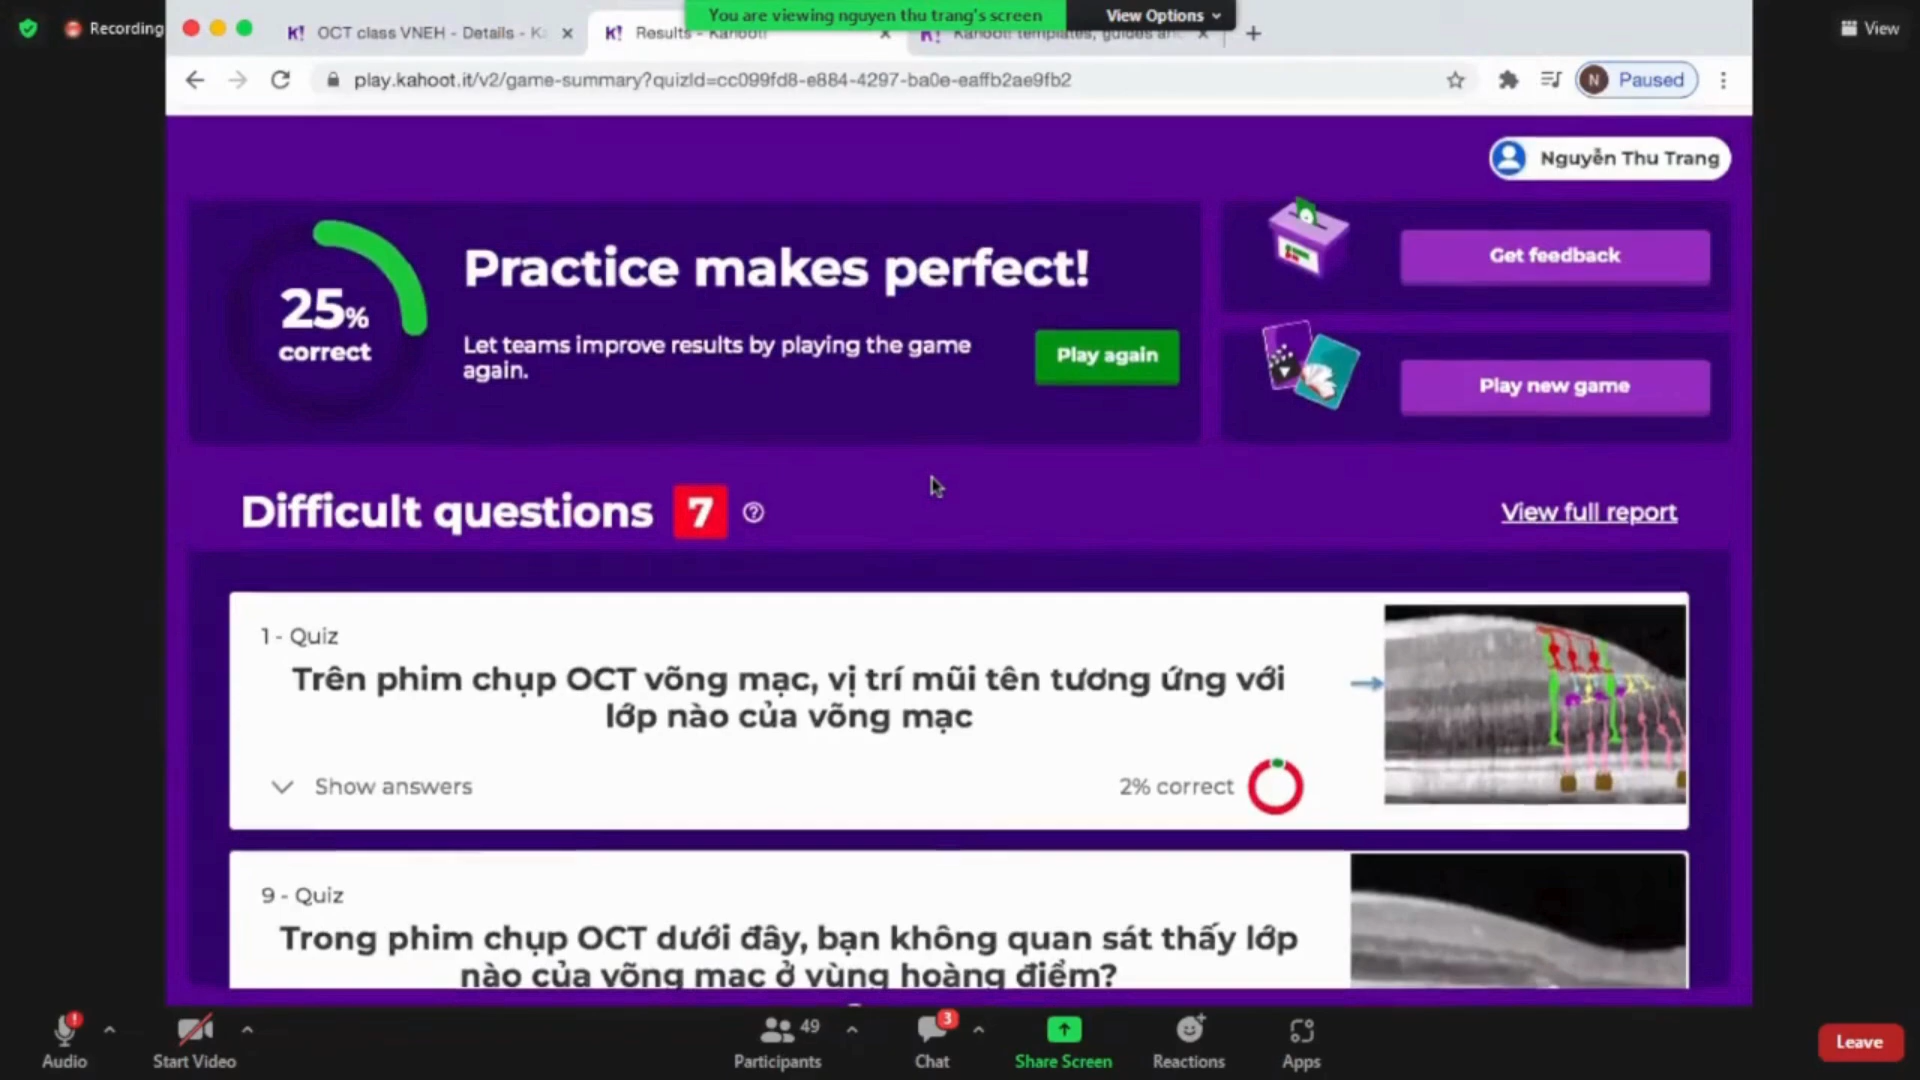 You are viewing nguyen thu trang's screen
View Options
Recording
View
OCT class VNEH - Details - K
Results - Kahoot!
Kahoot! templates, guides an
play.kahoot.it/v2/game-summary?quizId=cc099fd8-e884-4297-ba0e-eaffb2ae9fb2
N
Paused
Nguyễn Thu Trang
25%
correct
Practice makes perfect!
Let teams improve results by playing the game
again.
Play again
Get feedback
Play new game
Difficult questions 7
View full report
1 - Quiz
Trên phim chụp OCT võng mạc, vị trí mũi tên tương ứng với
lớp nào của võng mạc
Show answers
2% correct
9 - Quiz
Trong phim chụp OCT dưới đây, bạn không quan sát thấy lớp
nào của võng mạc ở vùng hoàng điểm?
Audio
Start Video
49
Participants
3
Chat
Share Screen
Reactions
Apps
Leave